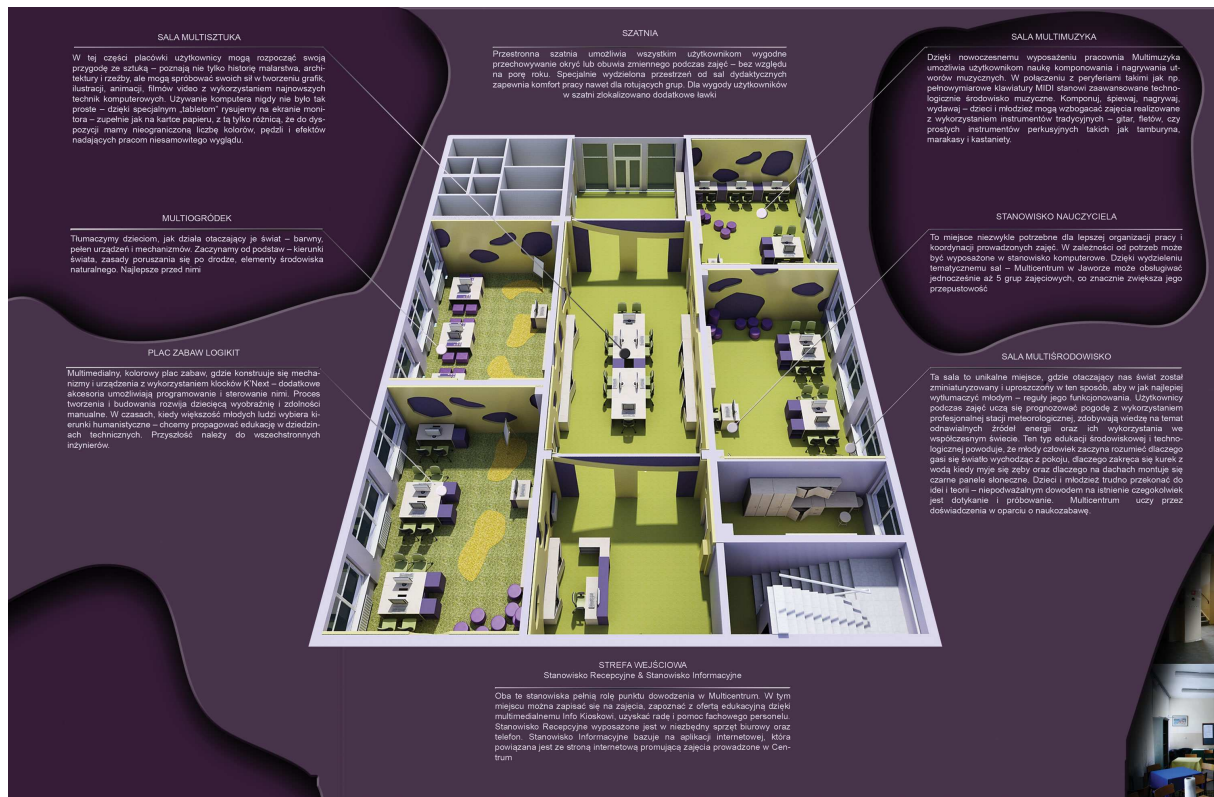 SALA MULTISZTUKA
W tej części placówki użytkownicy mogą rozpocząć swoją
przygodę ze sztuką – poznają nie tylko historię malarstwa, archi-
tektury i rzeźby, ale mogą spróbować swoich sił w tworzeniu grafik,
ilustracji, animacji, filmów video z wykorzystaniem najnowszych
technik komputerowych. Używanie komputera nigdy nie było tak
proste – dzięki specjalnym „tabletom” rysujemy na ekranie moni-
tora – zupełnie jak na kartce papieru, z tą tylko różnicą, że do dys-
pozycji mamy nieograniczoną liczbę kolorów, pędzli i efektów
nadających pracom niesamowitego wyglądu.
MULTIOGRÓDEK
Tłumaczymy dzieciom, jak działa otaczający je świat – barwny,
pełen urządzeń i mechanizmów. Zaczynamy od podstaw – kierunki
świata, zasady poruszania się po drodze, elementy środowiska
naturalnego. Najlepsze przed nimi
PLAC ZABAW LOGIKIT
Multimedialny, kolorowy plac zabaw, gdzie konstruuje się mecha-
nizmy i urządzenia z wykorzystaniem klocków K'Next – dodatkowe
akcesoria umożliwiają programowanie i sterowanie nimi. Proces
tworzenia i budowania rozwija dziecięcą wyobraźnię i zdolności
manualne. W czasach, kiedy większość młodych ludzi wybiera ki-
erunki humanistyczne – chcemy propagować edukację w dziedzin-
ach technicznych. Przyszłość należy do wszechstronnych
inżynierów.
SZATNIA
Przestronna szatnia umożliwia wszystkim użytkownikom wygodne
przechowywanie okryć lub obuwia zmiennego podczas zajęć – bez względu
na porę roku. Specjalnie wydzielona przestrzeń od sal dydaktycznych
zapewnia komfort pracy nawet dla rotujących grup. Dla wygody użytkowników
w szatni zlokalizowano dodatkowe ławki
SALA MULTIMUZYKA
Dzięki nowoczesnemu wyposażeniu pracownia Multimuzyka
umożliwia użytkownikom naukę komponowania i nagrywania ut-
worów muzycznych. W połączeniu z peryferiami takimi jak np.
pełnowymiarowe klawiatury MIDI stanowi zaawansowane techno-
logicznie środowisko muzyczne. Komponuj, śpiewaj, nagrywaj,
wydawaj – dzieci i młodzież mogą wzbogacać zajęcia realizowane
z wykorzystaniem instrumentów tradycyjnych – gitar, fletów, czy
prostych instrumentów perkusyjnych takich jak tamburyna,
marakasy i kastaniety.
STANOWISKO NAUCZYCIELA
To miejsce niezwykle potrzebne dla lepszej organizacji pracy i
koordynacji prowadzonych zajęć. W zależności od potrzeb może
być wyposażone w stanowisko komputerowe. Dzięki wydzieleniu
tematycznemu sal – Multicentrum w Jaworze może obsługiwać
jednocześnie aż 5 grup zajęciowych, co znacznie zwiększa jego
przepustowość
SALA MULTIŚRODOWISKO
Ta sala to unikalne miejsce, gdzie otaczający nas świat został
zminiaturyzowany i uproszczony w ten sposób, aby w jak najlepiej
wytłumaczyć młodym – reguły jego funkcjonowania. Użytkownicy
podczas zajęć uczą się prognozować pogodę z wykorzystaniem
profesjonalnej stacji meteorologicznej, zdobywają wiedzę na temat
odnawialnych źródeł energii oraz ich wykorzystania we
współczesnym świecie. Ten typ edukacji środowiskowej i techno-
logicznej powoduje, że młody człowiek zaczyna rozumieć dlaczego
gasi się światło wychodząc z pokoju, dlaczego zakręca się kurek z
wodą kiedy myje się zęby oraz dlaczego na dachach montuje się
czarne panele słoneczne. Dzieci i młodzież trudno przekonać do
idei i teorii – niepodważalnym dowodem na istnienie czegokolwiek
jest dotykanie i próbowanie. Multicentrum uczy przez
doświadczenia w oparciu o naukozabawę.
STREFA WEJŚCIOWA
Stanowisko Recepcyjne & Stanowisko Informacyjne
Oba te stanowiska pełnią rolę punktu dowodzenia w Multicentrum. W tym
miejscu można zapisać się na zajęcia, zapoznać z ofertą edukacyjną dzięki
multimedialnemu Info Kioskowi, uzyskać radę i pomoc fachowego personelu.
Stanowisko Recepcyjne wyposażone jest w niezbędny sprzęt biurowy oraz
telefon. Stanowisko Informacyjne bazuje na aplikacji internetowej, która
powiązana jest ze stroną internetową promującą zajęcia prowadzone w Cen-
trum